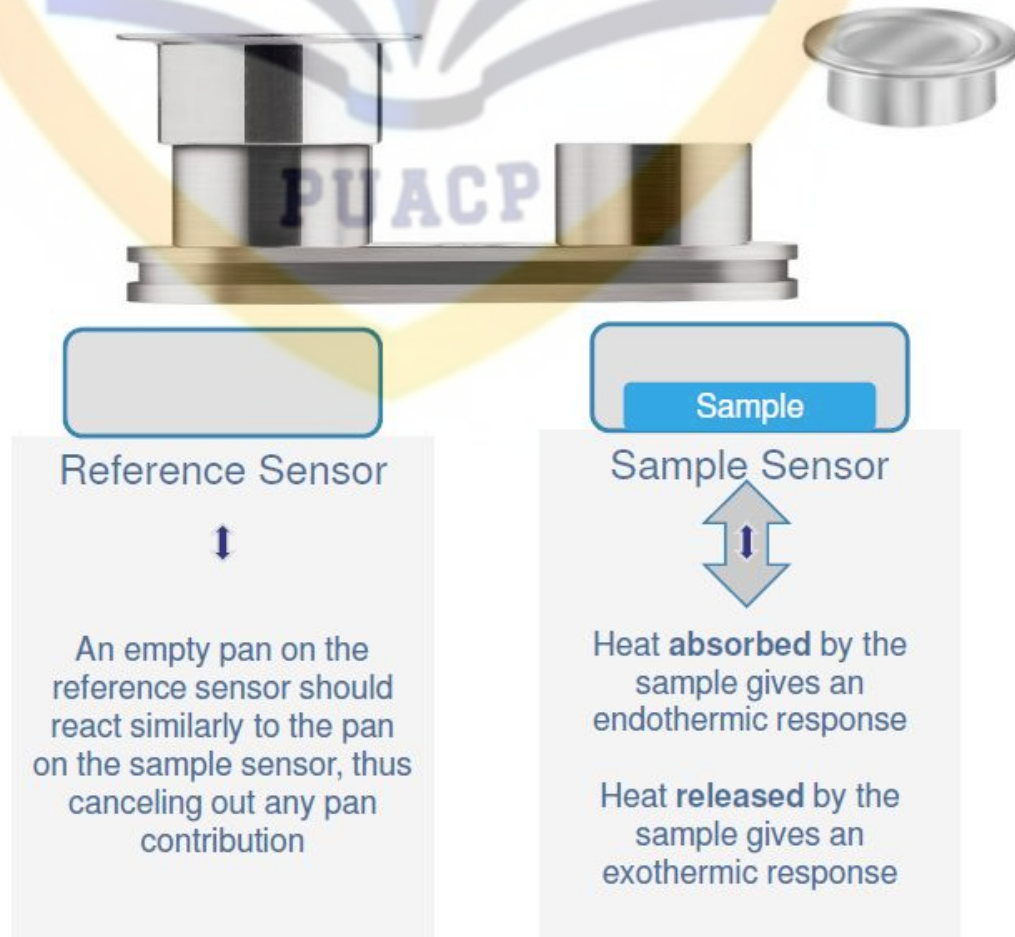 PUACP
Sample
Reference Sensor
An empty pan on the
reference sensor should
react similarly to the pan
on the sample sensor, thus
canceling out any pan
contribution
Sample Sensor
Heat absorbed by the
sample gives an
endothermic response
Heat released by the
sample gives an
exothermic response